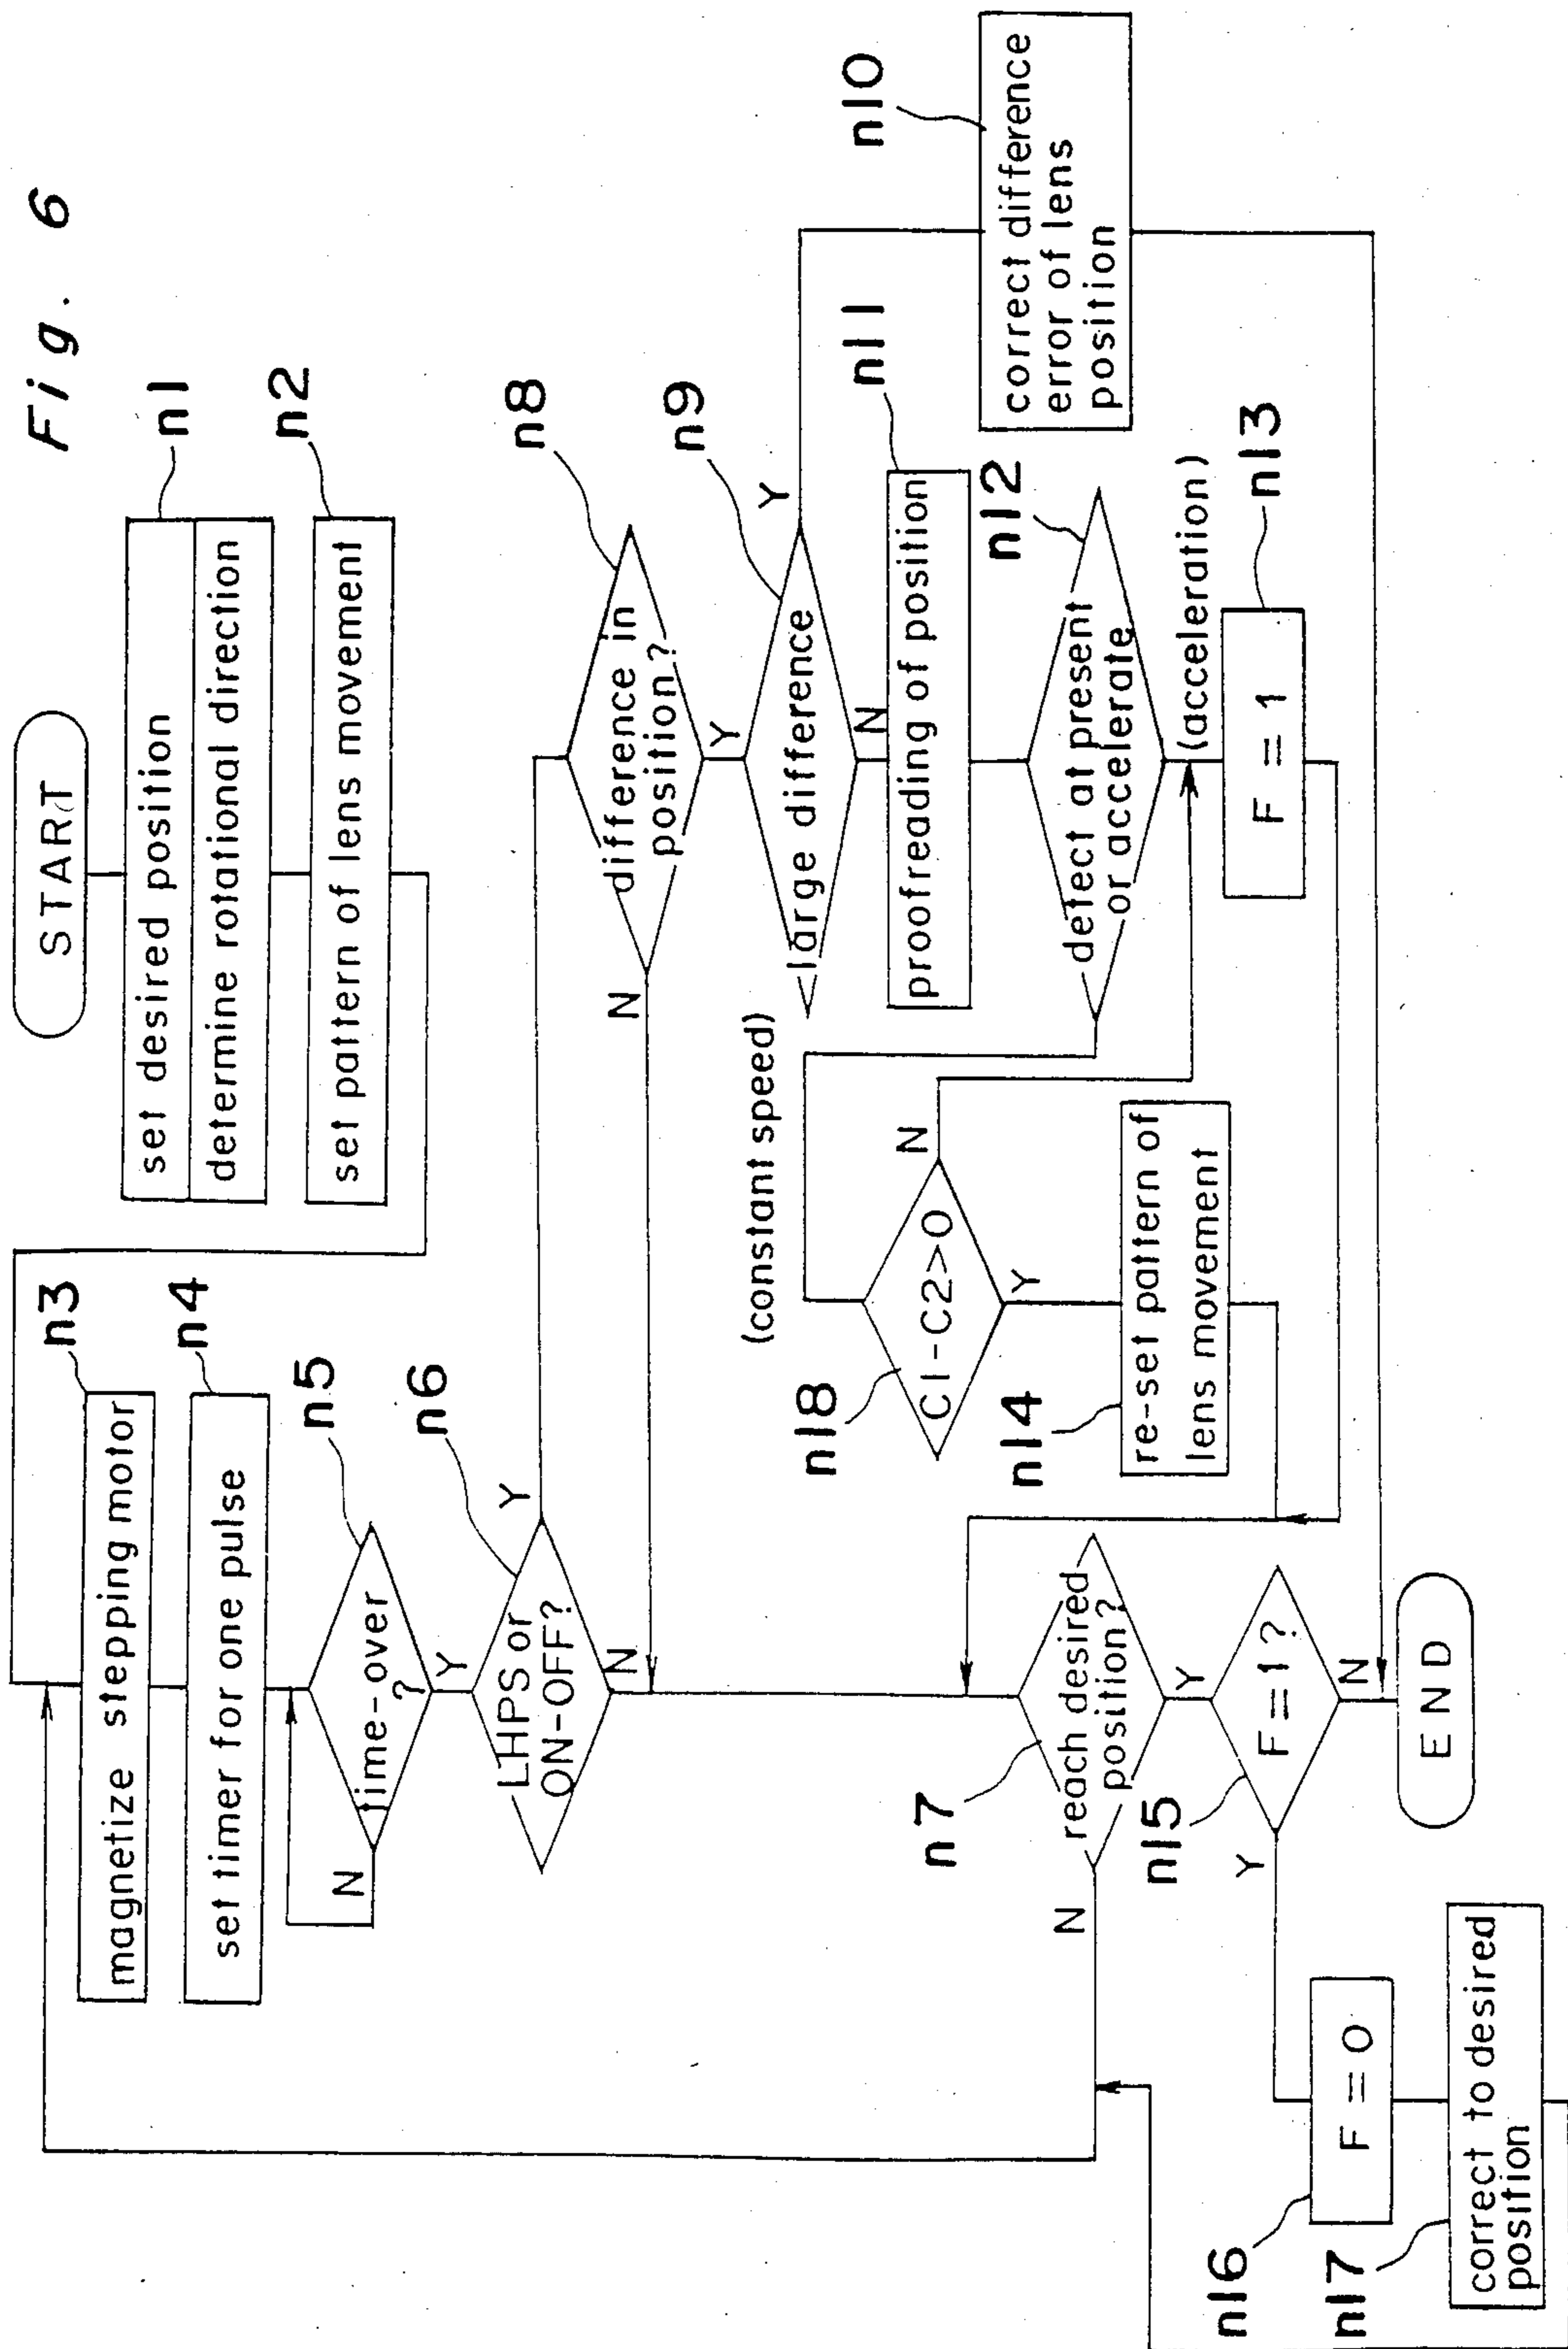 Fig. 6
START
set desired position
determine rotational direction
n1
set pattern of lens movement
n2
magnetize stepping motor
n3
set timer for one pulse
n4
time-over
?
n5
N
Y
LHPS or
ON-OFF?
n6
Y
N
difference in
position?
n8
N
Y
large difference
n9
Y
N
correct difference
error of lens
position
n10
proofreading of position
n11
detect at present
or accelerate
n12
(constant speed)
(acceleration)
F = 1
n13
C1-C2>0
n18
N
Y
re-set pattern of
lens movement
n14
reach desired
position?
n7
N
Y
F=1?
n15
Y
N
F = 0
n16
correct to desired
position
n17
END